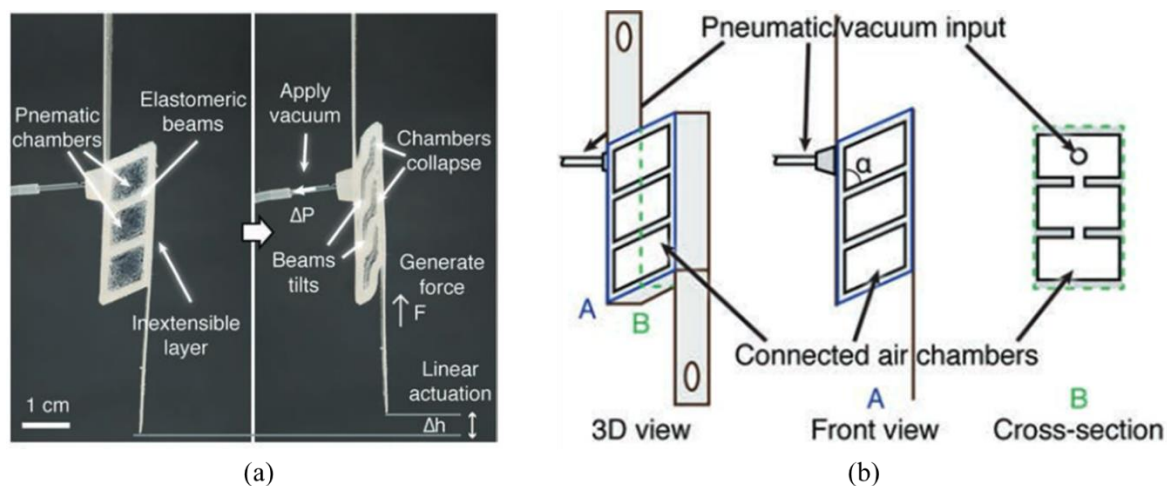 Pnematic
chambers
Elastomeric
beams
Apply
vacuum
Chambers
collapse
ΔP
Beams
tilts
Generate
force
F
Inextensible
layer
Linear
actuation
Δh
1 cm
(a)
Pneumatic/vacuum input
α
A
B
Connected air chambers
A
B
3D view
Front view
Cross-section
(b)